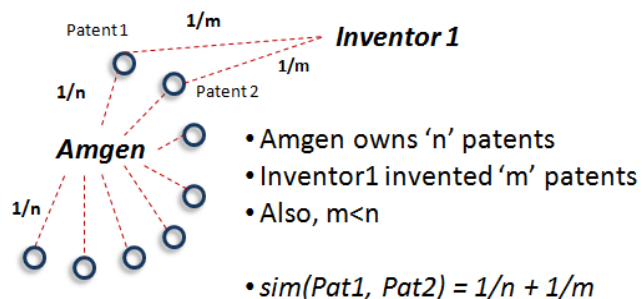 Patent 1
1/m
Inventor 1
1/m
1/n
Patent 2
Amgen
• Amgen owns ‘n’ patents
• Inventor1 invented ‘m’ patents
1/n
• Also, m<n
• sim(Pat1, Pat2) = 1/n + 1/m